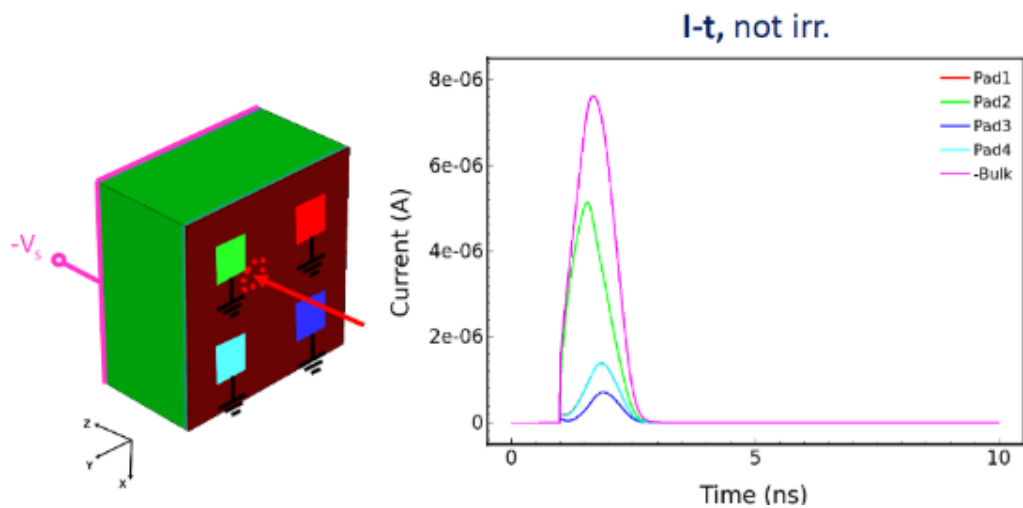 I-t, not irr.
-Vs
Z
Y
X
Current (A)
8e-06
6e-06
4e-06
2e-06
0
Pad1
Pad2
Pad3
Pad4
-Bulk
0
5
10
Time (ns)